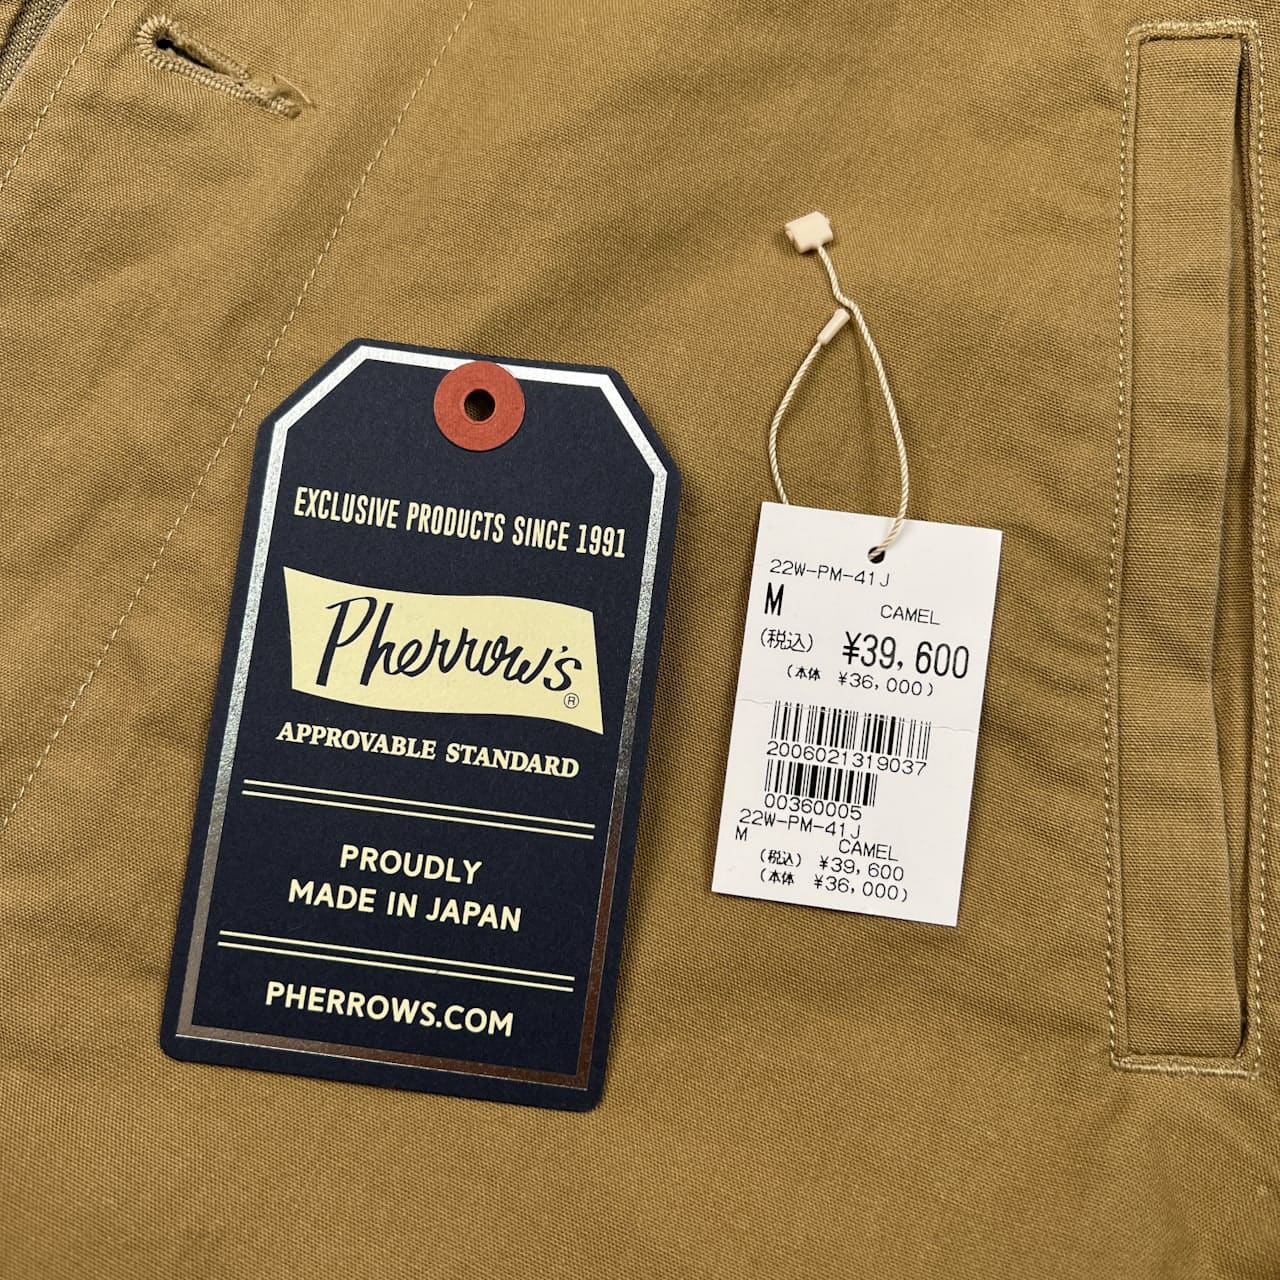 EXCLUSIVE PRODUCTS SINCE 1991
Pherrow's®
APPROVABLE STANDARD
PROUDLY
MADE IN JAPAN
PHERROWS.COM
22W-PM-41J
M CAMEL
(税込) ¥39,600
(本体 ¥36,000)
2006021319037
00360005
22W-PM-41J
M CAMEL
(税込) ¥39,600
(本体 ¥36,000)